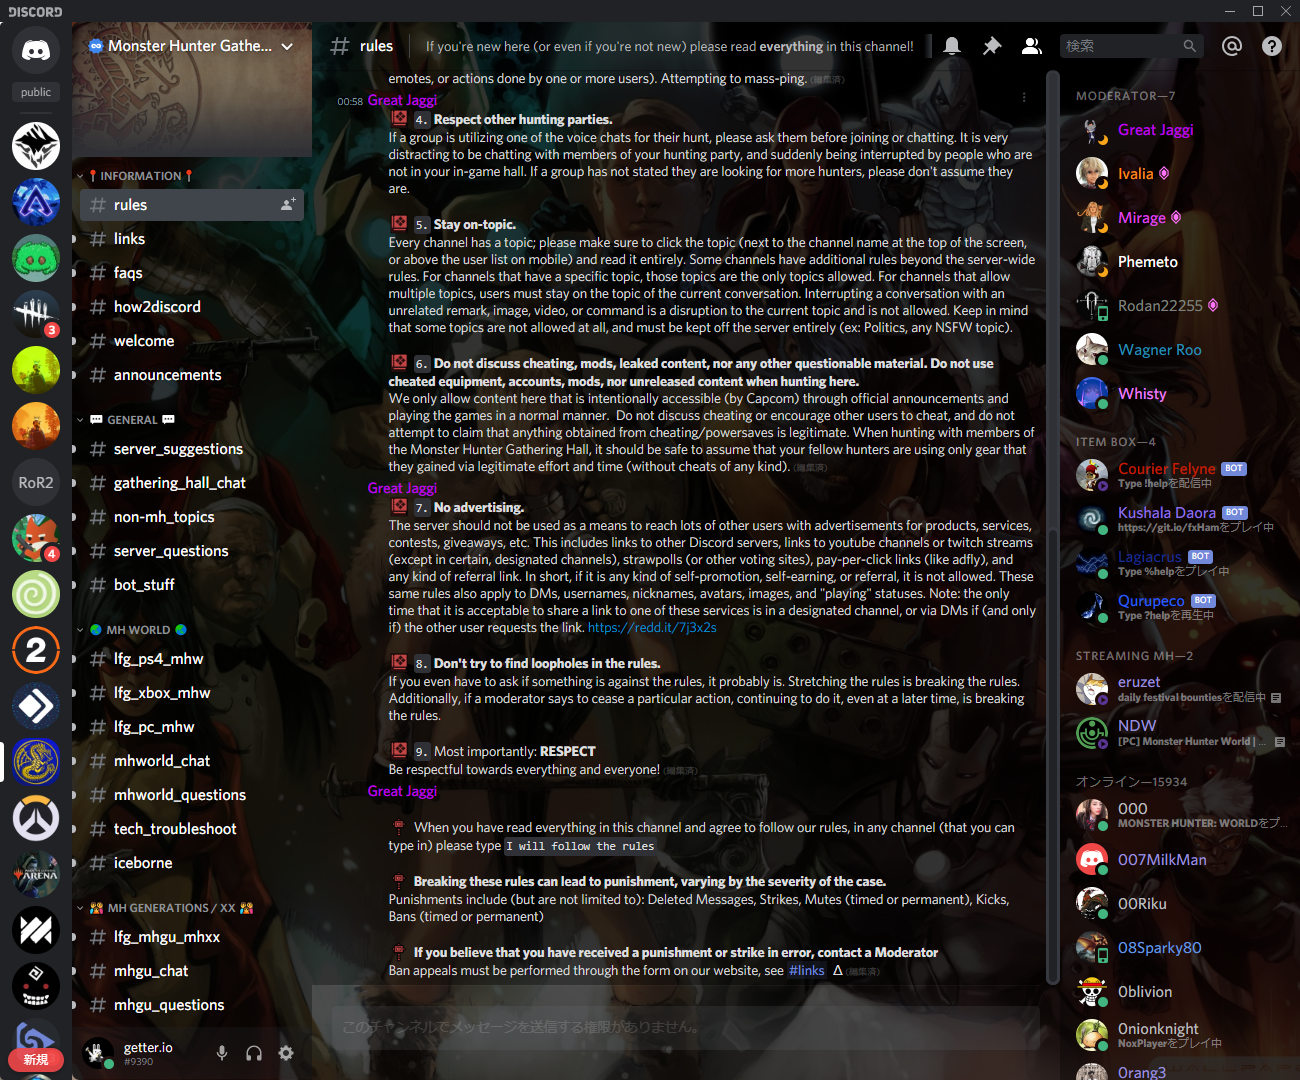 DISCORD
public
3
RoR2
4
2
MAGIC
ARENA
新規
Monster Hunter Gathe...
INFORMATION
# rules
# links
# faqs
# how2discord
# welcome
# announcements
GENERAL
# server_suggestions
# gathering_hall_chat
# non-mh_topics
# server_questions
# bot_stuff
MH WORLD
# lfg_ps4_mhw
# lfg_xbox_mhw
# lfg_pc_mhw
# mhworld_chat
# mhworld_questions
# tech_troubleshoot
# iceborne
MH GENERATIONS / XX
# lfg_mhgu_mhxx
# mhgu_chat
# mhgu_questions
getter.io
#9390
# rules
If you're new here (or even if you're not new) please read everything in this channel!
検索
emotes, or actions done by one or more users). Attempting to mass-ping. (編集済)
00:58 Great Jaggi
4. Respect other hunting parties.
If a group is utilizing one of the voice chats for their hunt, please ask them before joining or chatting. It is very
distracting to be chatting with members of your hunting party, and suddenly being interrupted by people who are
not in your in-game hall. If a group has not stated they are looking for more hunters, please don't assume they
are.
5. Stay on-topic.
Every channel has a topic; please make sure to click the topic (next to the channel name at the top of the screen,
or above the user list on mobile) and read it entirely. Some channels have additional rules beyond the server-wide
rules. For channels that have a specific topic, those topics are the only topics allowed. For channels that allow
multiple topics, users must stay on the topic of the current conversation. Interrupting a conversation with an
unrelated remark, image, video, or command is a disruption to the current topic and is not allowed. Keep in mind
that some topics are not allowed at all, and must be kept off the server entirely (ex: Politics, any NSFW topic).
6. Do not discuss cheating, mods, leaked content, nor any other questionable material. Do not use
cheated equipment, accounts, mods, nor unreleased content when hunting here.
We only allow content here that is intentionally accessible (by Capcom) through official announcements and
playing the games in a normal manner. Do not discuss cheating or encourage other users to cheat, and do not
attempt to claim that anything obtained from cheating/powersaves is legitimate. When hunting with members of
the Monster Hunter Gathering Hall, it should be safe to assume that your fellow hunters are using only gear that
they gained via legitimate effort and time (without cheats of any kind). (編集済)
Great Jaggi
7. No advertising.
The server should not be used as a means to reach lots of other users with advertisements for products, services,
contests, giveaways, etc. This includes links to other Discord servers, links to youtube channels or twitch streams
(except in certain, designated channels), strawpolls (or other voting sites), pay-per-click links (like adfly), and
any kind of referral link. In short, if it is any kind of self-promotion, self-earning, or referral, it is not allowed. These
same rules also apply to DMs, usernames, nicknames, avatars, images, and "playing" statuses. Note: the only
time that it is acceptable to share a link to one of these services is in a designated channel, or via DMs if (and only
if) the other user requests the link. https://redd.it/7j3x2s
8. Don't try to find loopholes in the rules.
If you even have to ask if something is against the rules, it probably is. Stretching the rules is breaking the rules.
Additionally, if a moderator says to cease a particular action, continuing to do it, even at a later time, is breaking
the rules.
9. Most importantly: RESPECT
Be respectful towards everything and everyone! (編集済)
Great Jaggi
When you have read everything in this channel and agree to follow our rules, in any channel (that you can
type in) please type I will follow the rules
Breaking these rules can lead to punishment, varying by the severity of the case.
Punishments include (but are not limited to): Deleted Messages, Strikes, Mutes (timed or permanent), Kicks,
Bans (timed or permanent)
If you believe that you have received a punishment or strike in error, contact a Moderator
Ban appeals must be performed through the form on our website, see #links Δ (編集済)
このチャンネルでメッセージを送信する権限がありません。
MODERATOR—7
Great Jaggi
Ivalia
Mirage
Phemeto
Rodan22255
Wagner Roo
Whisty
ITEM BOX—4
Courier Felyne BOT
Type !helpを配信中
Kushala Daora BOT
https://git.io/fxHamをプレイ中
Lagiacrus BOT
Type %helpをプレイ中
Qurupeco BOT
Type ?helpを再生中
STREAMING MH—2
eruzet
daily festival bountiesを配信中
NDW
[PC] Monster Hunter World | ...
オンライン—15934
000
MONSTER HUNTER: WORLDをプ...
007MilkMan
00Riku
08Sparky80
0blivion
0nionknight
NoxPlayerをプレイ中
0rang3